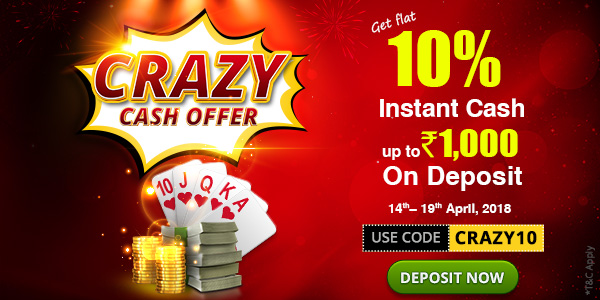 CRAZY
CASH OFFER
10 J Q K A
Get flat
10%
Instant Cash
up to ₹1,000
On Deposit
14th– 19th April, 2018
USE CODE CRAZY10
DEPOSIT NOW
*T&C Apply